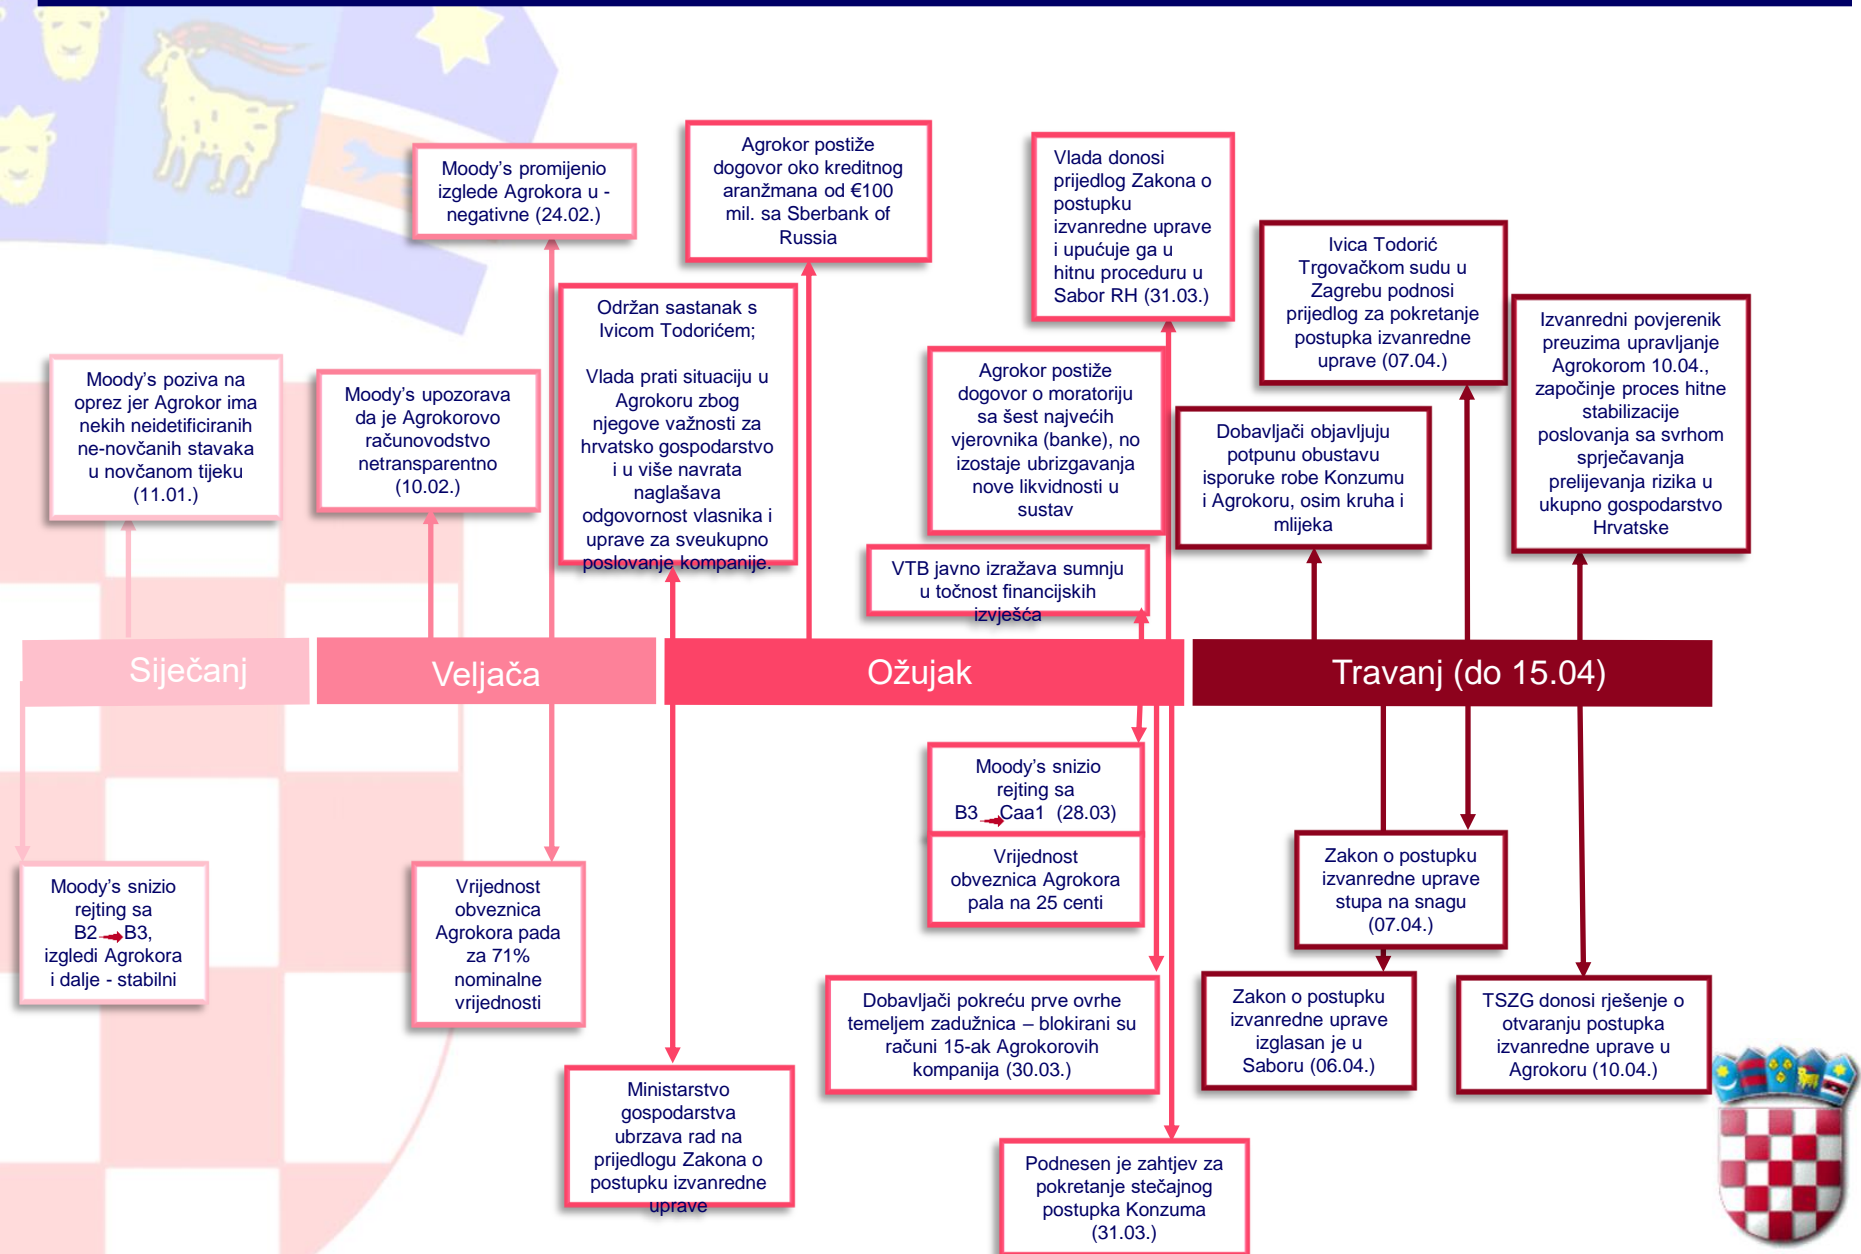 Moody's promijenio
izglede Agrokora u -
negativne (24.02.)
Agrokor postiže
dogovor oko kreditnog
aranžmana od €100
mil. sa Sberbank of
Russia
Vlada donosi
prijedlog Zakona o
postupku
izvanredne uprave
i upućuje ga u
hitnu proceduru u
Sabor RH (31.03.)
Ivica Todorić
Trgovačkom sudu u
Zagrebu podnosi
prijedlog za pokretanje
postupka izvanredne
uprave (07.04.)
Izvanredni povjerenik
preuzima upravljanje
Agrokorom 10.04.,
započinje proces hitne
stabilizacije
poslovanja sa svrhom
sprječavanja
prelijevanja rizika u
ukupno gospodarstvo
Hrvatske
Moody's poziva na
oprez jer Agrokor ima
nekih neidetificiranih
ne-novčanih stavaka
u novčanom tijeku
(11.01.)
Moody's upozorava
da je Agrokorovo
računovodstvo
netransparentno
(10.02.)
Održan sastanak s
Ivicom Todorićem;
Vlada prati situaciju u
Agrokoru zbog
njegove važnosti za
hrvatsko gospodarstvo
i u više navrata
naglašava
odgovornost vlasnika i
uprave za sveukupno
poslovanje kompanije.
Agrokor postiže
dogovor o moratoriju
sa šest najvećih
vjerovnika (banke), no
izostaje ubrizgavanja
nove likvidnosti u
sustav
Dobavljači objavljuju
potpunu obustavu
isporuke robe Konzumu
i Agrokoru, osim kruha i
mlijeka
VTB javno izražava sumnju
u točnost financijskih
izvješća
Siječanj
Veljača
Ožujak
Travanj (do 15.04)
Moody's snizio
rejting sa
B2 B3,
izgledi Agrokora
i dalje - stabilni
Vrijednost
obveznica
Agrokora pada
za 71%
nominalne
vrijednosti
Ministarstvo
gospodarstva
ubrzava rad na
prijedlogu Zakona o
postupku izvanredne
uprave
Moody's snizio
rejting sa
B3 Caa1 (28.03)
Vrijednost
obveznica Agrokora
pala na 25 centi
Dobavljači pokreću prve ovrhe
temeljem zadužnica – blokirani su
računi 15-ak Agrokorovih
kompanija (30.03.)
Podnesen je zahtjev za
pokretanje stečajnog
postupka Konzuma
(31.03.)
Zakon o postupku
izvanredne uprave
stupa na snagu
(07.04.)
Zakon o postupku
izvanredne uprave
izglasan je u
Saboru (06.04.)
TSZG donosi rješenje o
otvaranju postupka
izvanredne uprave u
Agrokoru (10.04.)